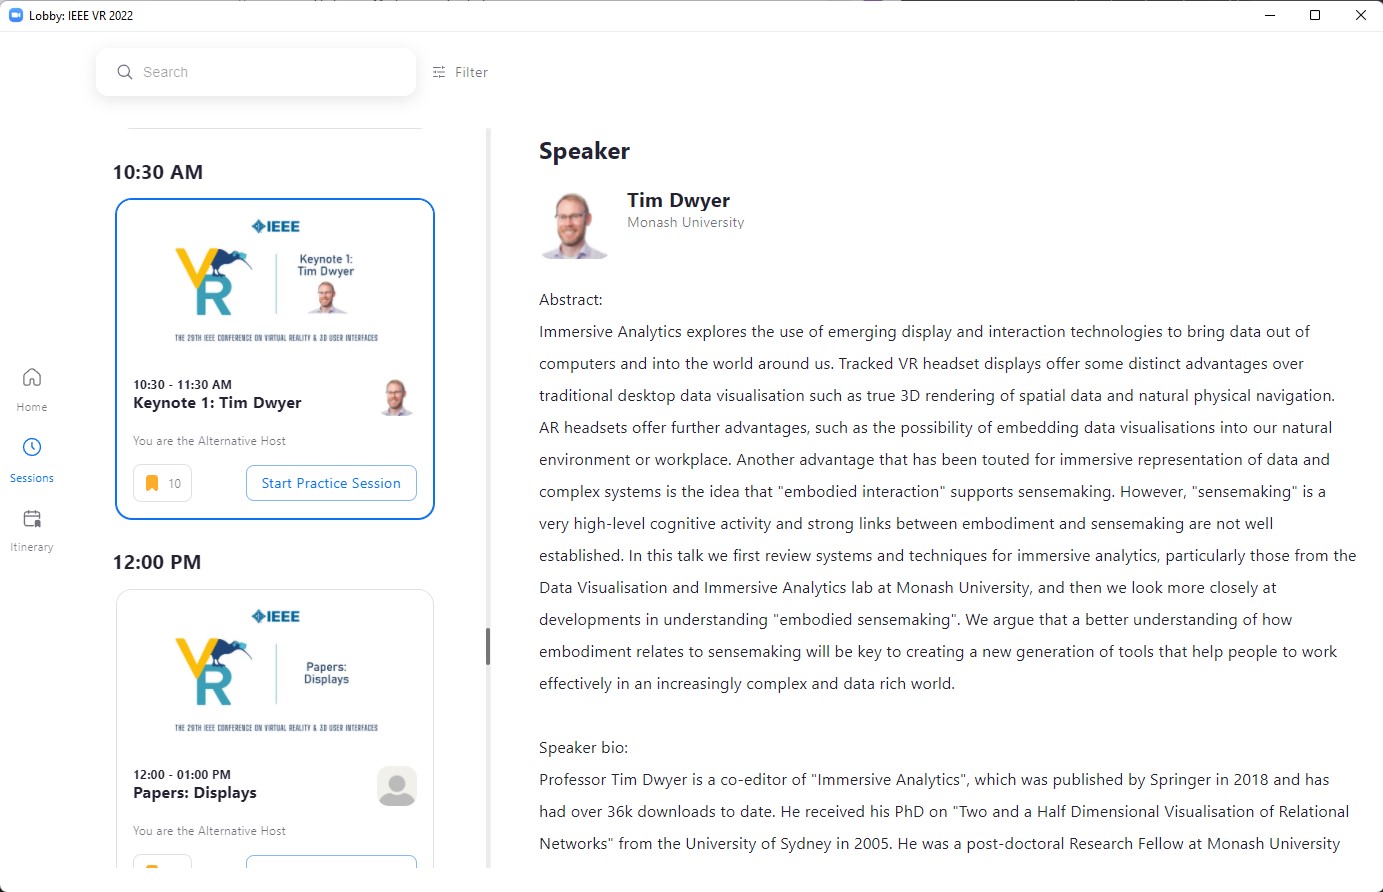 Lobby: IEEE VR 2022
Search
Filter
Home
Sessions
Itinerary
10:30 AM
IEEE
VR
Keynote 1:
Tim Dwyer
THE 29TH IEEE CONFERENCE ON VIRTUAL REALITY & 3D USER INTERFACES
10:30 - 11:30 AM
Keynote 1: Tim Dwyer
You are the Alternative Host
10
Start Practice Session
12:00 PM
IEEE
VR
Papers:
Displays
THE 29TH IEEE CONFERENCE ON VIRTUAL REALITY & 3D USER INTERFACES
12:00 - 01:00 PM
Papers: Displays
You are the Alternative Host
Speaker
Tim Dwyer
Monash University
Abstract:
Immersive Analytics explores the use of emerging display and interaction technologies to bring data out of
computers and into the world around us. Tracked VR headset displays offer some distinct advantages over
traditional desktop data visualisation such as true 3D rendering of spatial data and natural physical navigation.
AR headsets offer further advantages, such as the possibility of embedding data visualisations into our natural
environment or workplace. Another advantage that has been touted for immersive representation of data and
complex systems is the idea that "embodied interaction" supports sensemaking. However, "sensemaking" is a
very high-level cognitive activity and strong links between embodiment and sensemaking are not well
established. In this talk we first review systems and techniques for immersive analytics, particularly those from the
Data Visualisation and Immersive Analytics lab at Monash University, and then we look more closely at
developments in understanding "embodied sensemaking". We argue that a better understanding of how
embodiment relates to sensemaking will be key to creating a new generation of tools that help people to work
effectively in an increasingly complex and data rich world.
Speaker bio:
Professor Tim Dwyer is a co-editor of "Immersive Analytics", which was published by Springer in 2018 and has
had over 36k downloads to date. He received his PhD on "Two and a Half Dimensional Visualisation of Relational
Networks" from the University of Sydney in 2005. He was a post-doctoral Research Fellow at Monash University